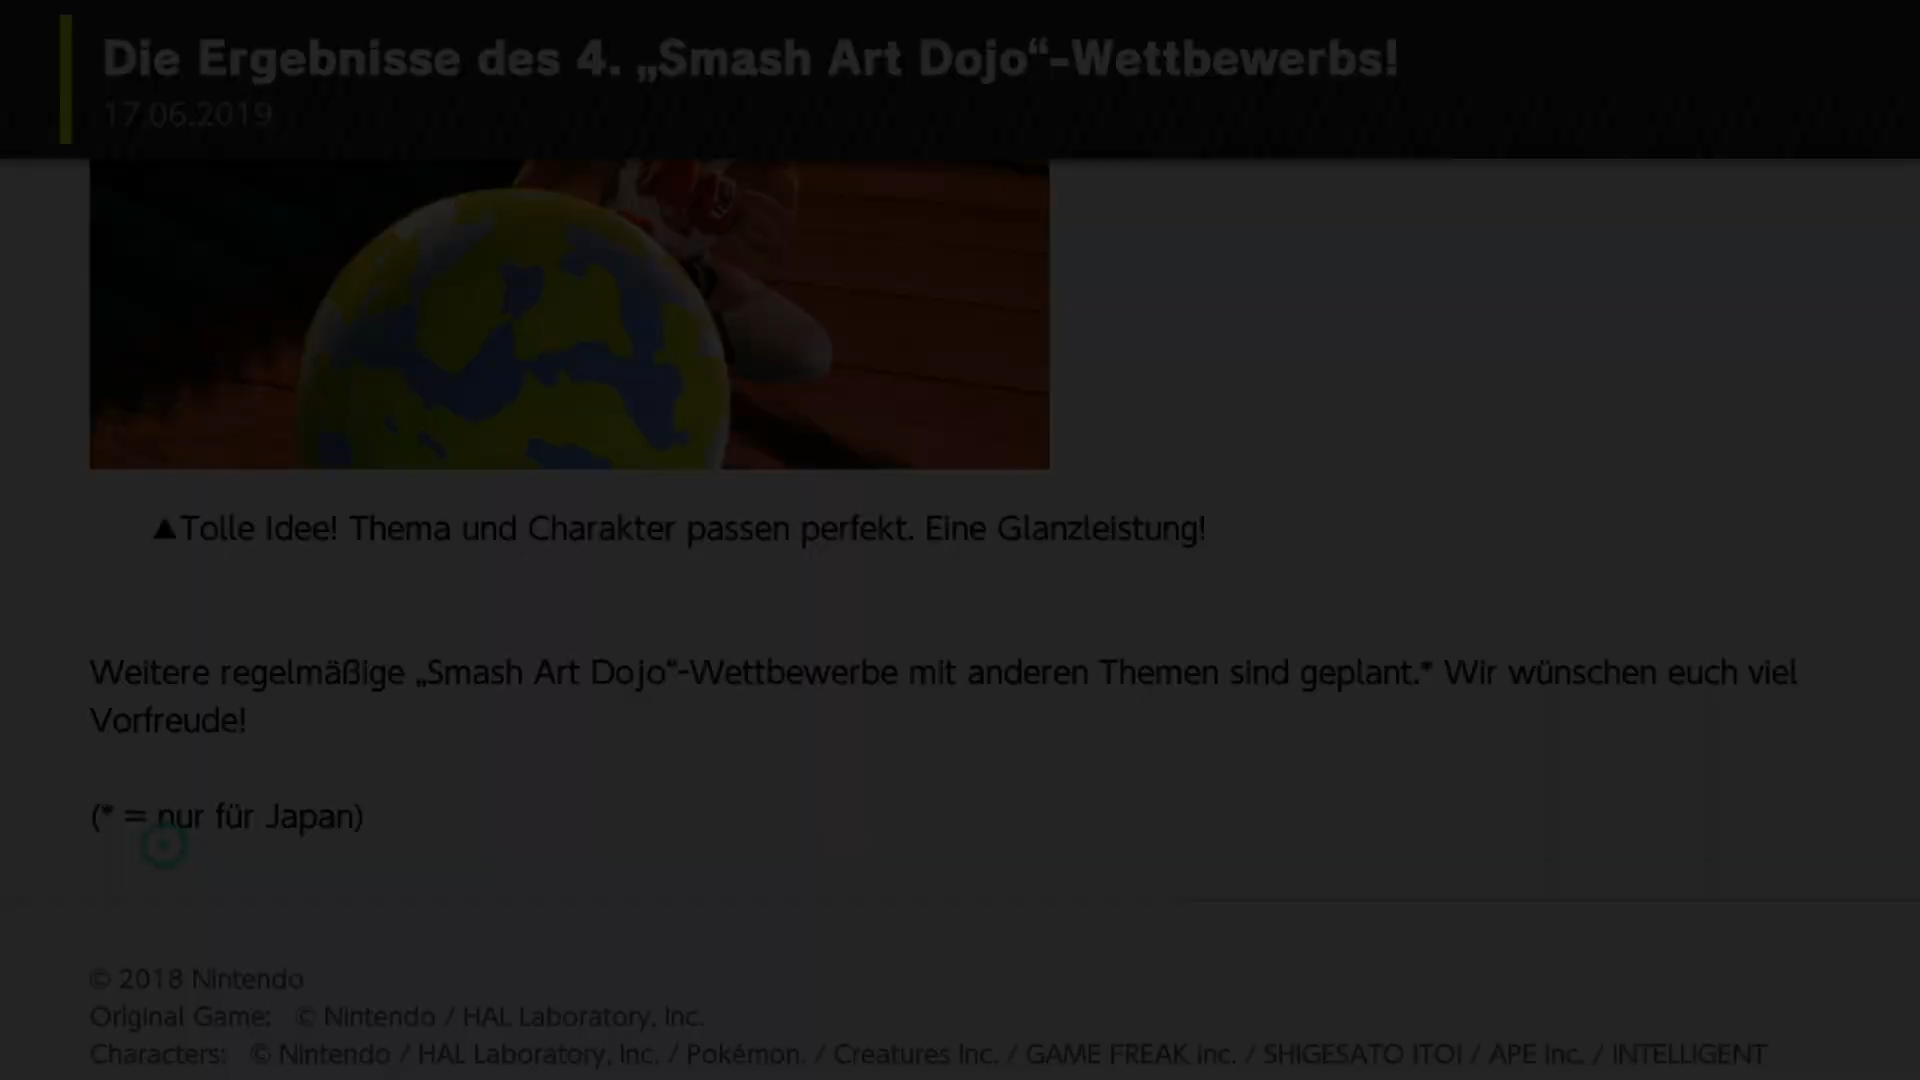 Die Ergebnisse des 4. „Smash Art Dojo“-Wettbewerbs!
17.06.2019
▲Tolle Idee! Thema und Charakter passen perfekt. Eine Glanzleistung!
Weitere regelmäßige „Smash Art Dojo“-Wettbewerbe mit anderen Themen sind geplant.* Wir wünschen euch viel
Vorfreude!
(* = nur für Japan)
© 2018 Nintendo
Original Game: © Nintendo / HAL Laboratory, Inc.
Characters: © Nintendo / HAL Laboratory, Inc. / Pokémon. / Creatures Inc. / GAME FREAK inc. / SHIGESATO ITOI / APE inc. / INTELLIGENT